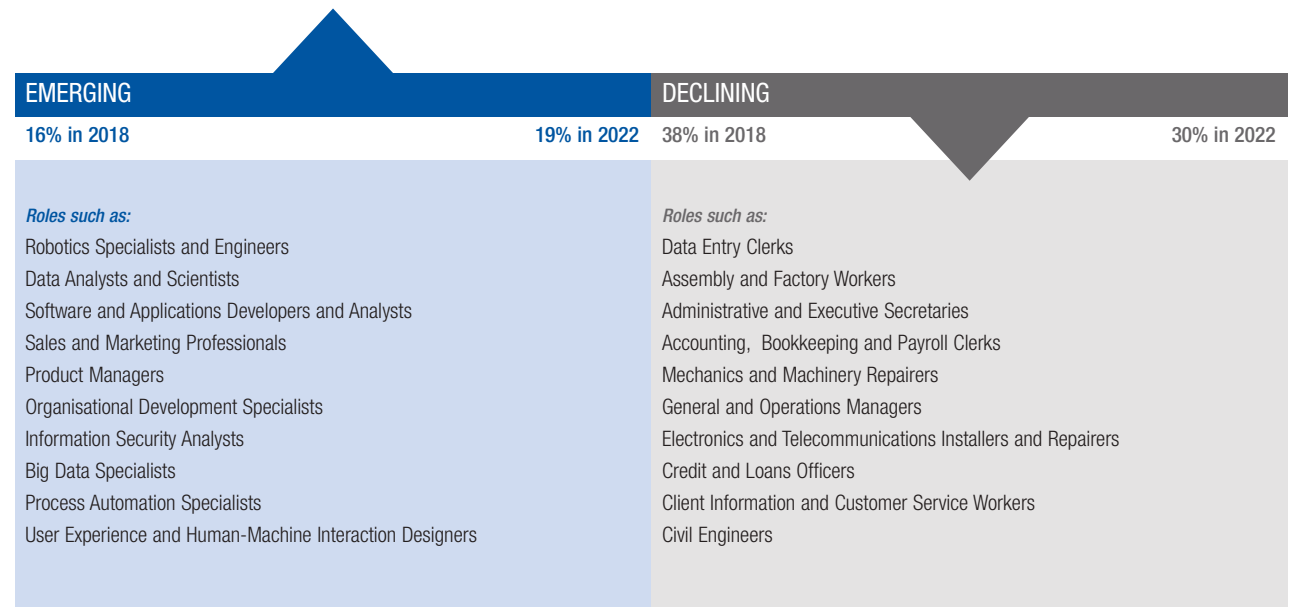 EMERGING
16% in 2018
19% in 2022
Roles such as:
Robotics Specialists and Engineers
Data Analysts and Scientists
Software and Applications Developers and Analysts
Sales and Marketing Professionals
Product Managers
Organisational Development Specialists
Information Security Analysts
Big Data Specialists
Process Automation Specialists
User Experience and Human-Machine Interaction Designers
DECLINING
38% in 2018
30% in 2022
Roles such as:
Data Entry Clerks
Assembly and Factory Workers
Administrative and Executive Secretaries
Accounting, Bookkeeping and Payroll Clerks
Mechanics and Machinery Repairers
General and Operations Managers
Electronics and Telecommunications Installers and Repairers
Credit and Loans Officers
Client Information and Customer Service Workers
Civil Engineers